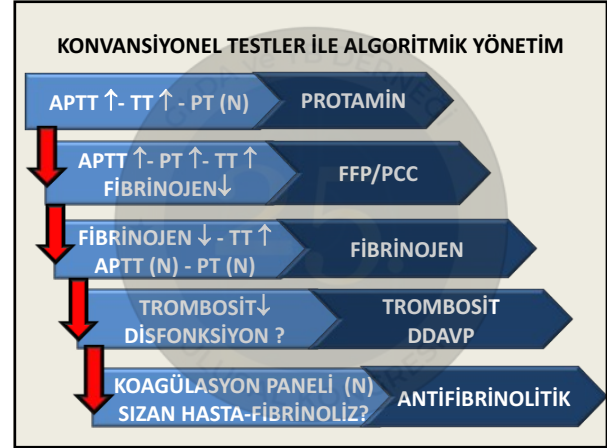 KONVANSİYONEL TESTLER İLE ALGORİTMİK YÖNETİM
APTT ↑- TT ↑ - PT (N)
PROTAMİN
APTT ↑- PT ↑- TT ↑
FİBRİNOJEN↓
FFP/PCC
FİBRİNOJEN ↓ - TT ↑
APTT (N) - PT (N)
FİBRİNOJEN
TROMBOSİT↓
DİSFONKSİYON ?
TROMBOSİT
DDAVP
KOAGÜLASYON PANELİ (N)
SIZAN HASTA-FİBRİNOLİZ?
ANTİFİBRİNOLİTİK
25.